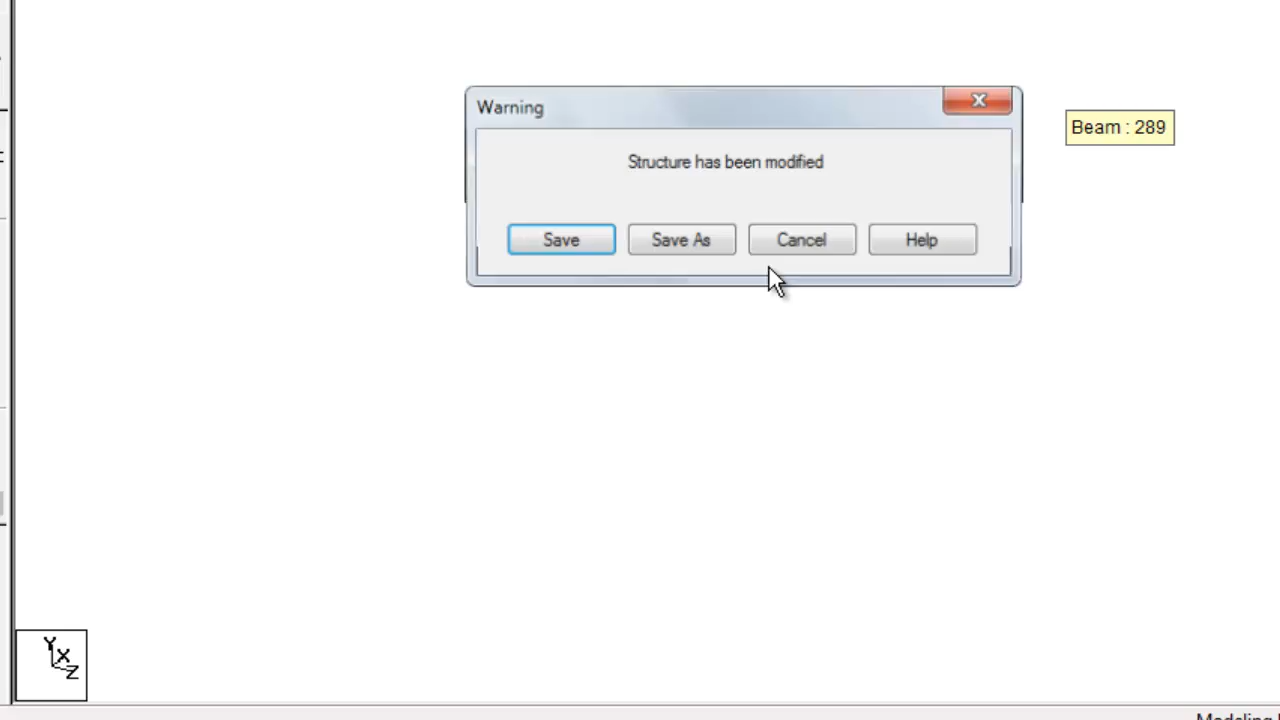 Warning
Beam : 289
Structure has been modified
Save Save As Cancel Help
Y
X
Z